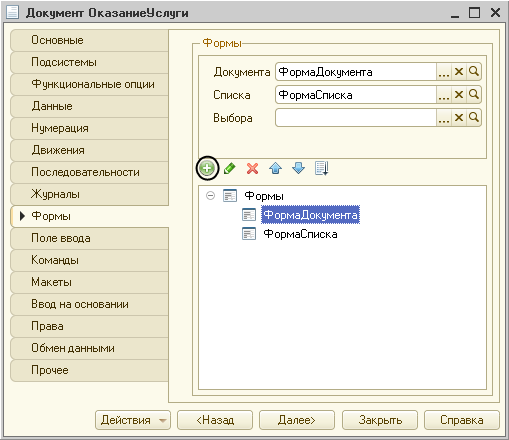 Документ ОказаниеУслуги
Основные
Подсистемы
Функциональные опции
Данные
Нумерация
Движения
Последовательности
Журналы
Формы
Поле ввода
Команды
Макеты
Ввод на основании
Права
Обмен данными
Прочее
Формы
Документа ФормаДокумента ...
Списка ФормаСписка ...
Выбора ...
Формы
ФормаДокумента
ФормаСписка
Действия <Назад Далее> Закрыть Справка